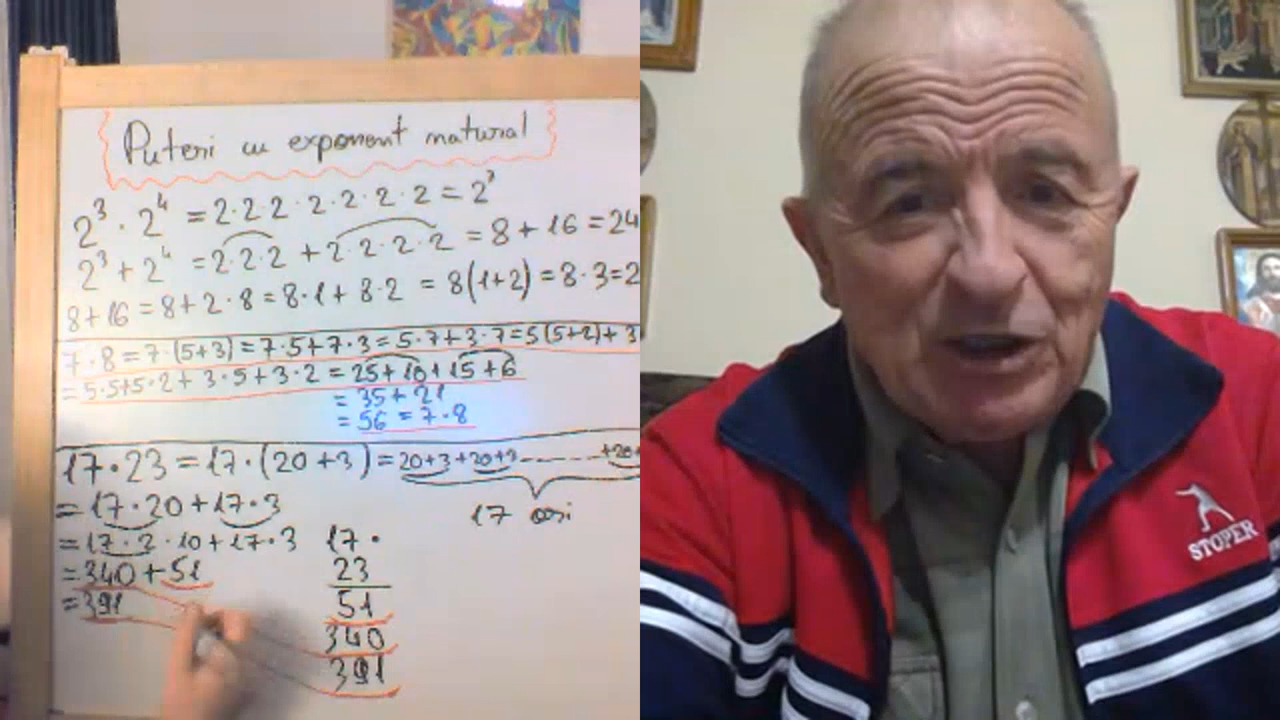 Puteri cu exponent natural
2³ · 2⁴ = 2·2·2·2·2·2·2 = 2⁷
2³ + 2⁴ = 2·2·2 + 2·2·2·2 = 8 + 16 = 24
8 + 16 = 8 + 2·8 = 8·1 + 8·2 = 8(1+2) = 8·3 = 2
7·8 = 7·(5+3) = 7·5+7·3 = 5·7+3·7 = 5(5+2) + 3
= 5·5+5·2 + 3·5+3·2 = 25+10+15+6
= 35 + 21
= 56 = 7·8
17·23 = 17·(20+3) = 20+3+20+3------+20+
= 17·20 + 17·3
17 ori
= 17·2·10 + 17·3
= 340 + 51
= 391
17 ·
23
51
340
391
STOPER